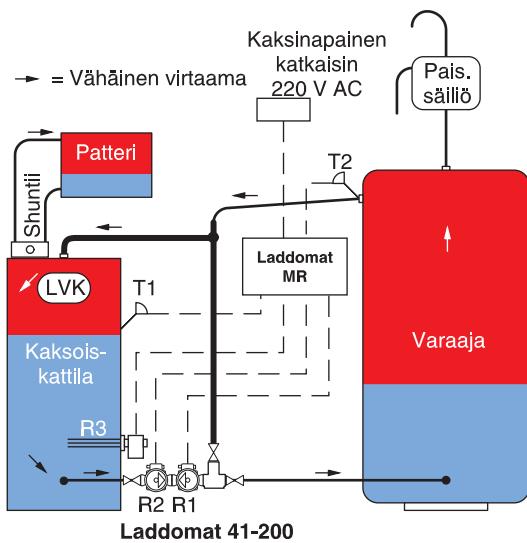 Kaksinapainen
katkaisin
220 V AC
Pais.
säiliö
→ = Vähäinen virtaama
Patteri
Shuntii
T2
Laddomat
MR
LVK
T1
Kaksois-
kattila
Varaaja
R3
R2 R1
Laddomat 41-200